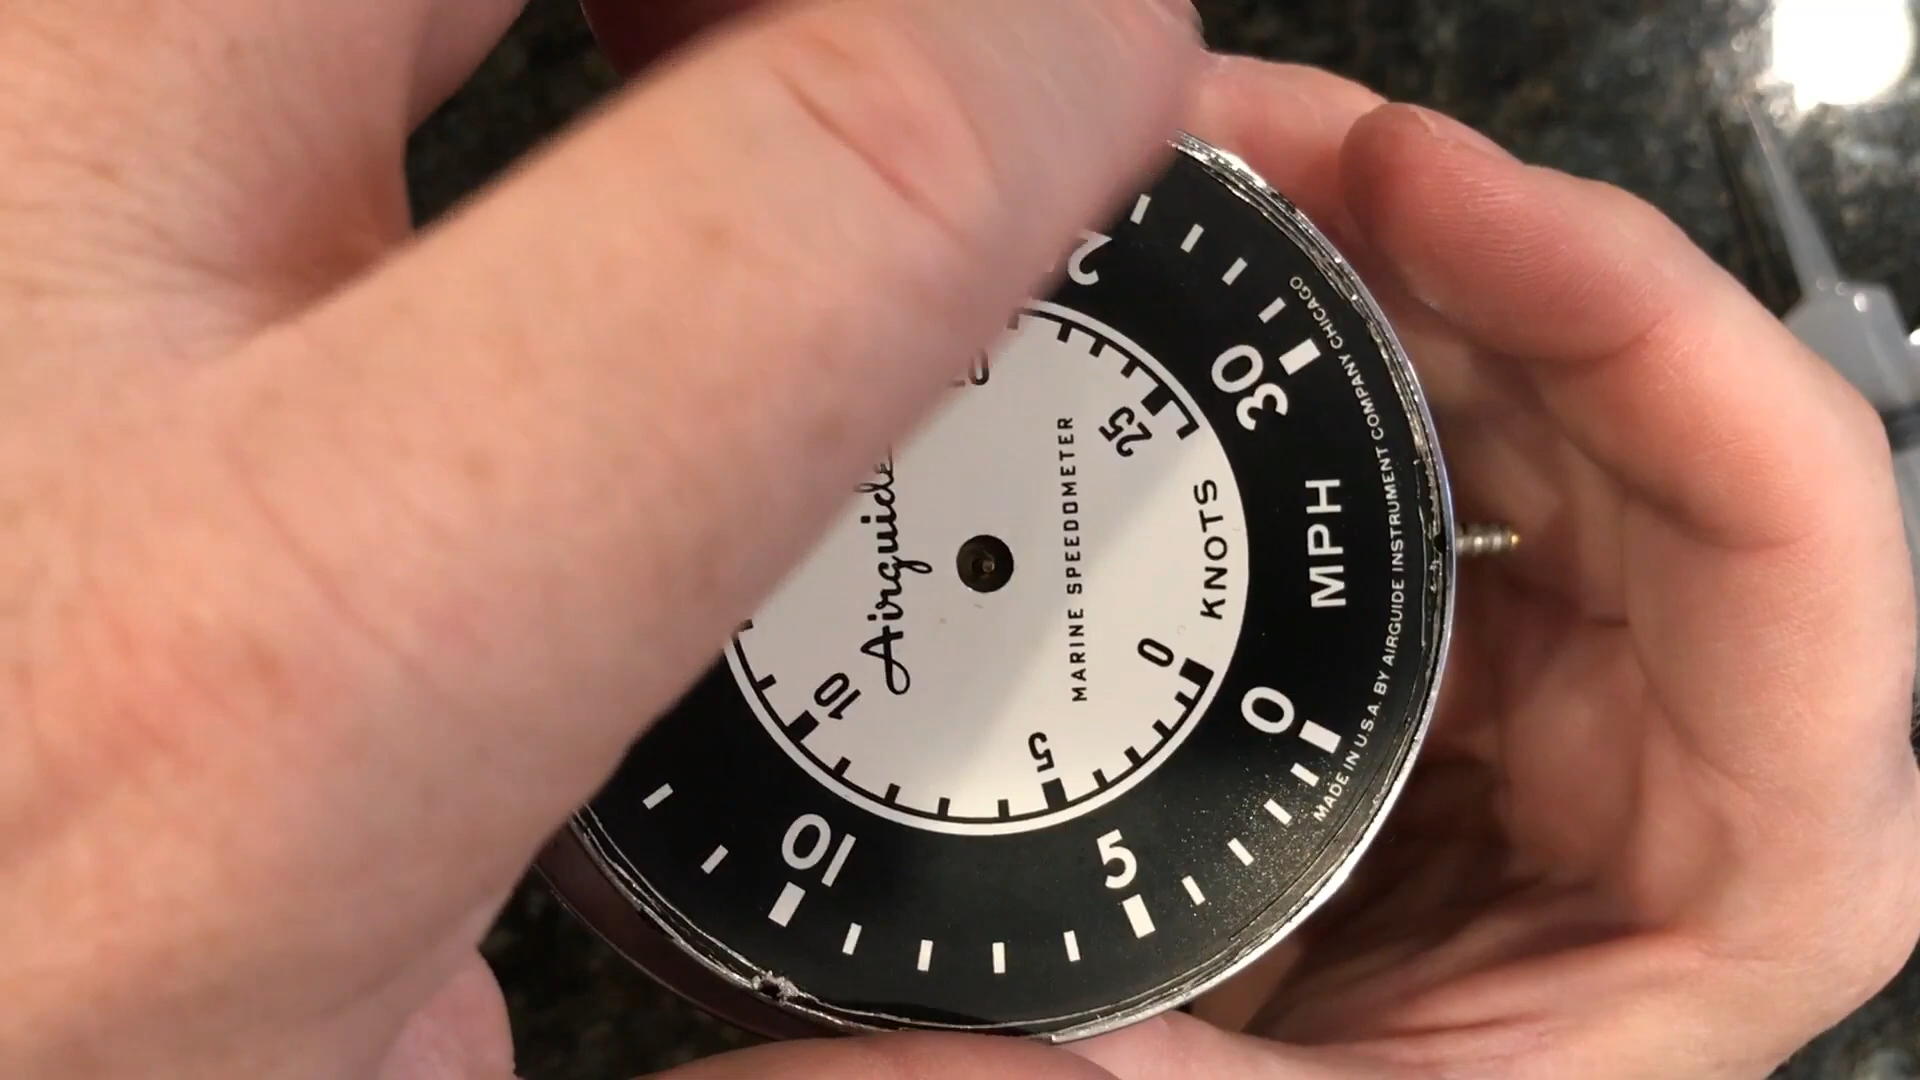 Airguide
MARINE SPEEDOMETER
KNOTS
MPH
MADE IN U.S.A. BY AIRGUIDE INSTRUMENT COMPANY CHICAGO
0
5
10
25
0
5
10
30